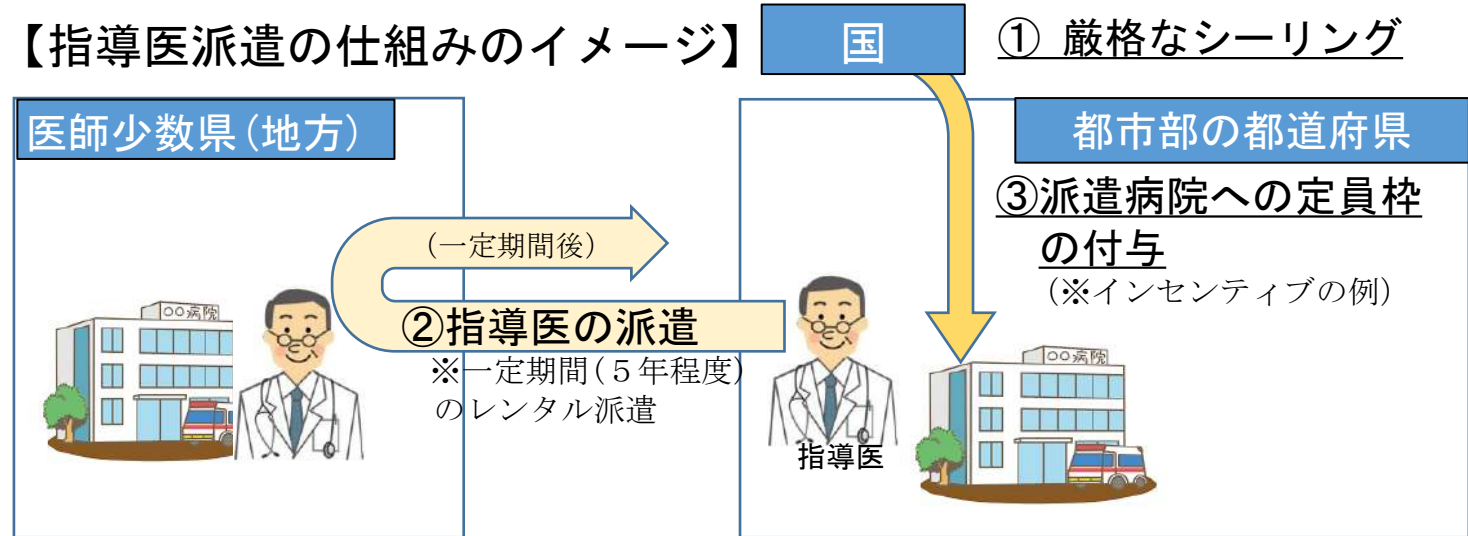 【指導医派遣の仕組みのイメージ】
国
① 厳格なシーリング
医師少数県(地方)
都市部の都道府県
③派遣病院への定員枠
の付与
(※インセンティブの例)
(一定期間後)
②指導医の派遣
※一定期間(５年程度)
のレンタル派遣
○○病院
指導医
○○病院